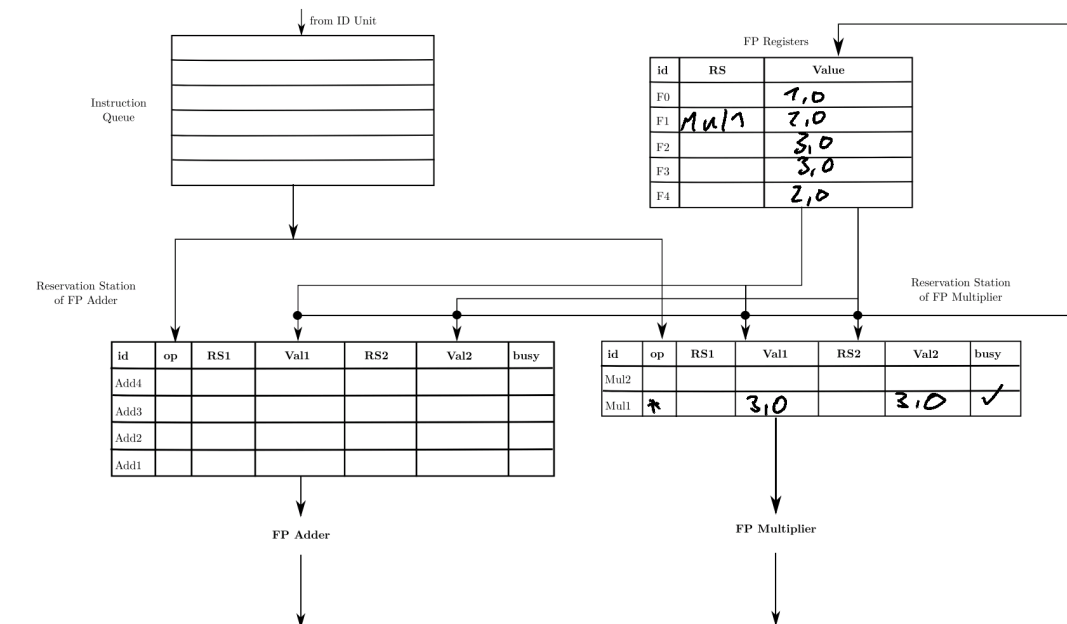 from ID Unit
Instruction
Queue
FP Registers
id RS Value
F0 1,0
F1 Mul1 2,0
F2 3,0
F3 3,0
F4 2,0
Reservation Station
of FP Adder
Reservation Station
of FP Multiplier
id op RS1 Val1 RS2 Val2 busy
Add4
Add3
Add2
Add1
id op RS1 Val1 RS2 Val2 busy
Mul2
Mul1 * 3,0 3,0 ✓
FP Adder
FP Multiplier